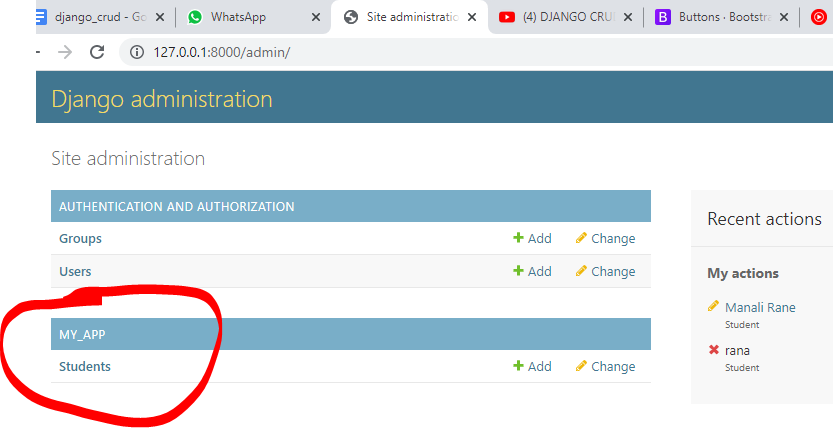 django_crud - Go
WhatsApp
Site administratio
(4) DJANGO CRU
Buttons · Bootstra
127.0.0.1:8000/admin/
Django administration
Site administration
AUTHENTICATION AND AUTHORIZATION
Groups
Add
Change
Users
Add
Change
MY_APP
Students
Add
Change
Recent actions
My actions
Manali Rane
Student
rana
Student